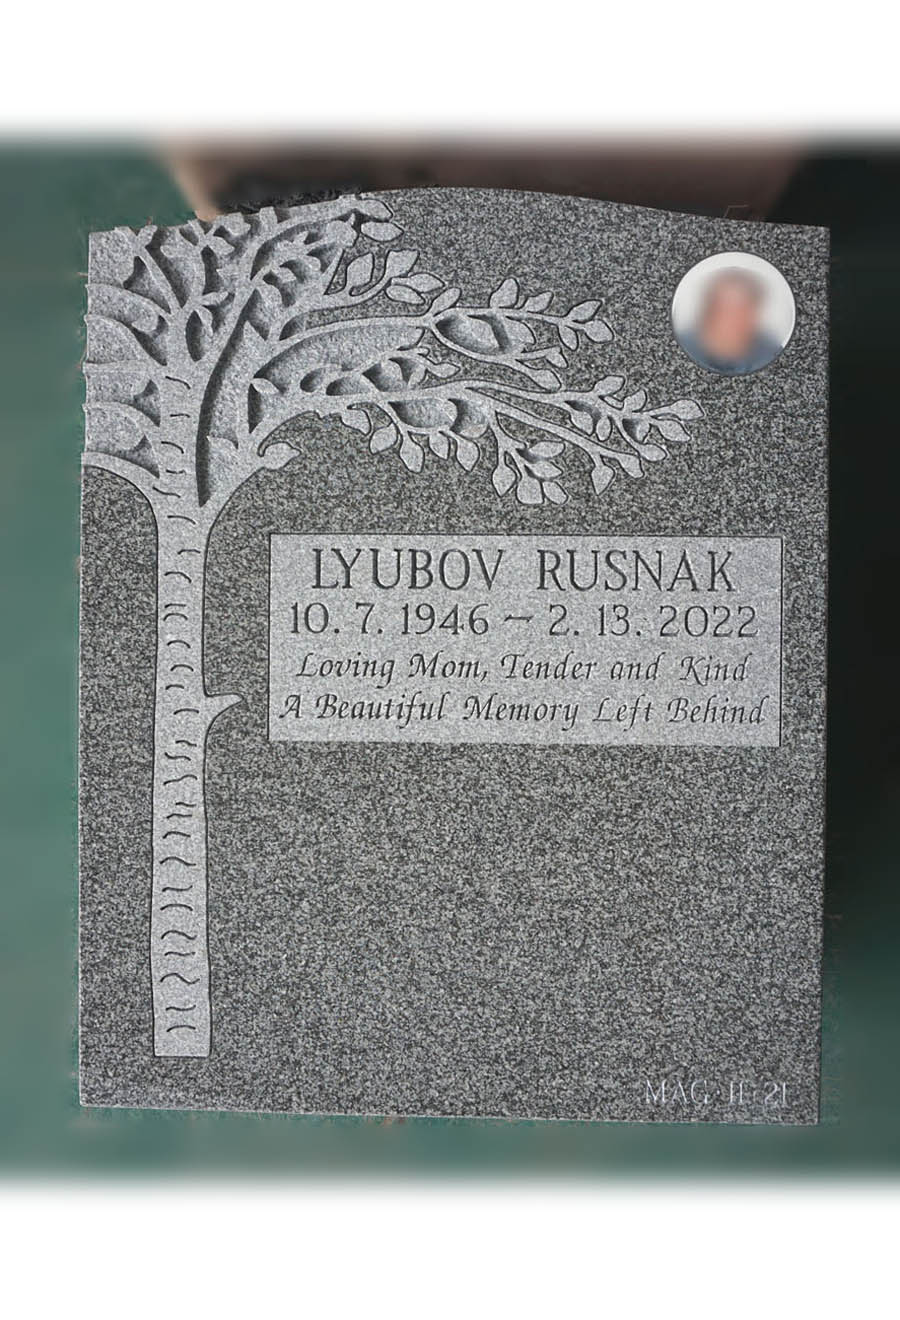 LYUBOV RUSNAK
10. 7. 1946 – 2. 13. 2022
Loving Mom, Tender and Kind
A Beautiful Memory Left Behind
MAG 11 21